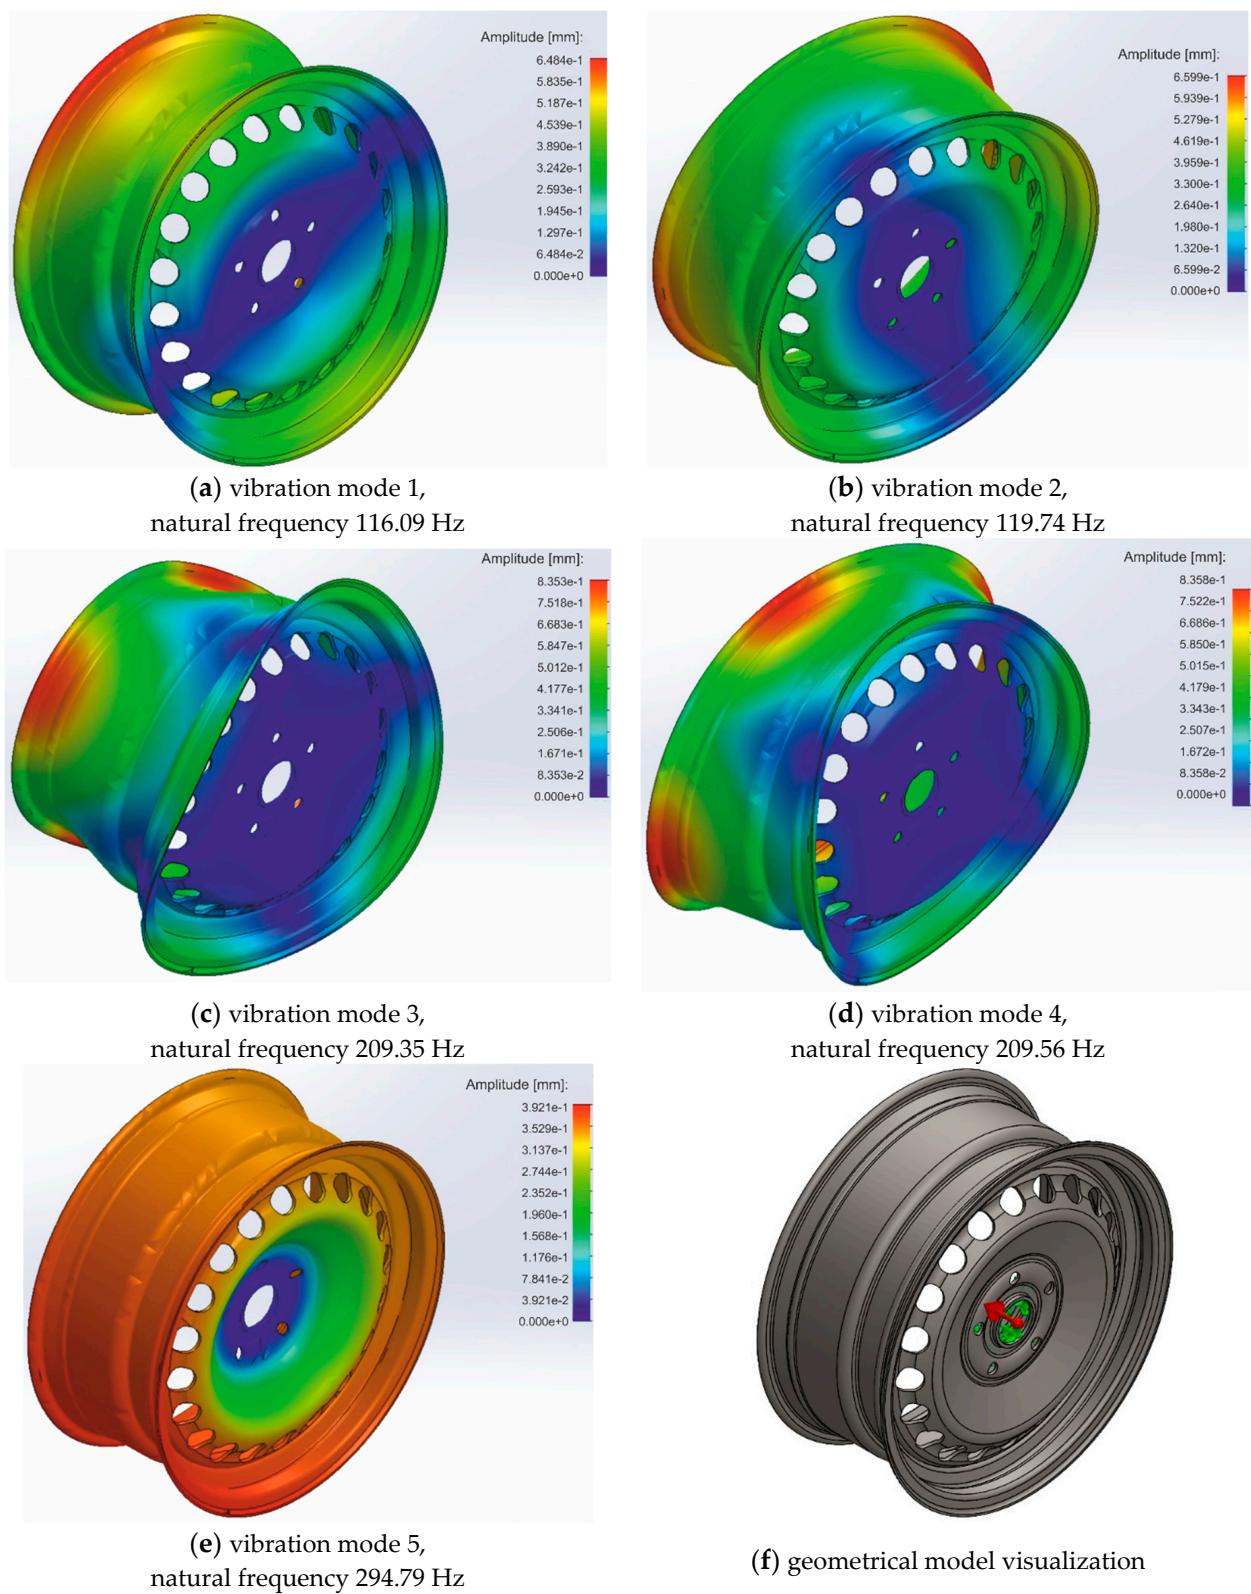 Amplitude [mm]:
6.484e-1
5.835e-1
5.187e-1
4.539e-1
3.890e-1
3.242e-1
2.593e-1
1.945e-1
1.297e-1
6.484e-2
0.000e+0
Amplitude [mm]:
6.599e-1
5.939e-1
5.279e-1
4.619e-1
3.959e-1
3.300e-1
2.640e-1
1.980e-1
1.320e-1
6.599e-2
0.000e+0
(a) vibration mode 1,
natural frequency 116.09 Hz
(b) vibration mode 2,
natural frequency 119.74 Hz
Amplitude [mm]:
8.353e-1
7.518e-1
6.683e-1
5.847e-1
5.012e-1
4.177e-1
3.341e-1
2.506e-1
1.671e-1
8.353e-2
0.000e+0
Amplitude [mm]:
8.358e-1
7.522e-1
6.686e-1
5.850e-1
5.015e-1
4.179e-1
3.343e-1
2.507e-1
1.672e-1
8.358e-2
0.000e+0
(c) vibration mode 3,
natural frequency 209.35 Hz
(d) vibration mode 4,
natural frequency 209.56 Hz
Amplitude [mm]:
3.921e-1
3.529e-1
3.137e-1
2.744e-1
2.352e-1
1.960e-1
1.568e-1
1.176e-1
7.841e-2
3.921e-2
0.000e+0
(e) vibration mode 5,
natural frequency 294.79 Hz
(f) geometrical model visualization